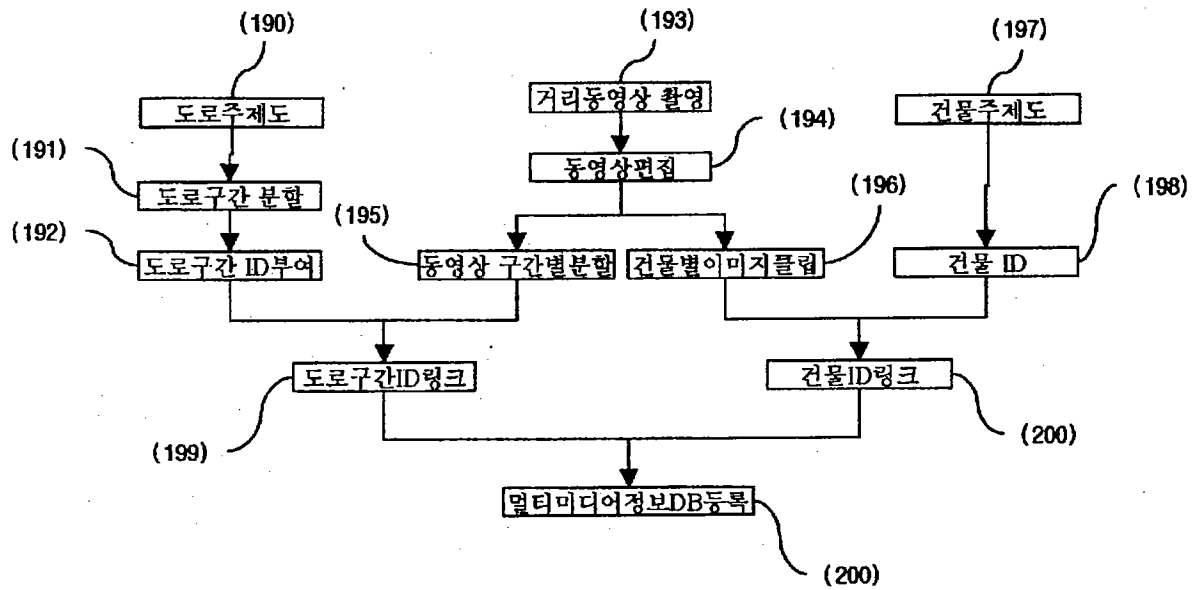 (190)
(193)
(197)
도로주제도
거리동영상 촬영
건물주제도
(191)
(194)
도로구간 분할
동영상편집
(192)
(195)
(196)
(198)
도로구간 ID부여
동영상 구간별분할
건물별이미지클립
건물 ID
도로구간ID링크
건물ID링크
(199)
(200)
멀티미디어정보DB등록
(200)